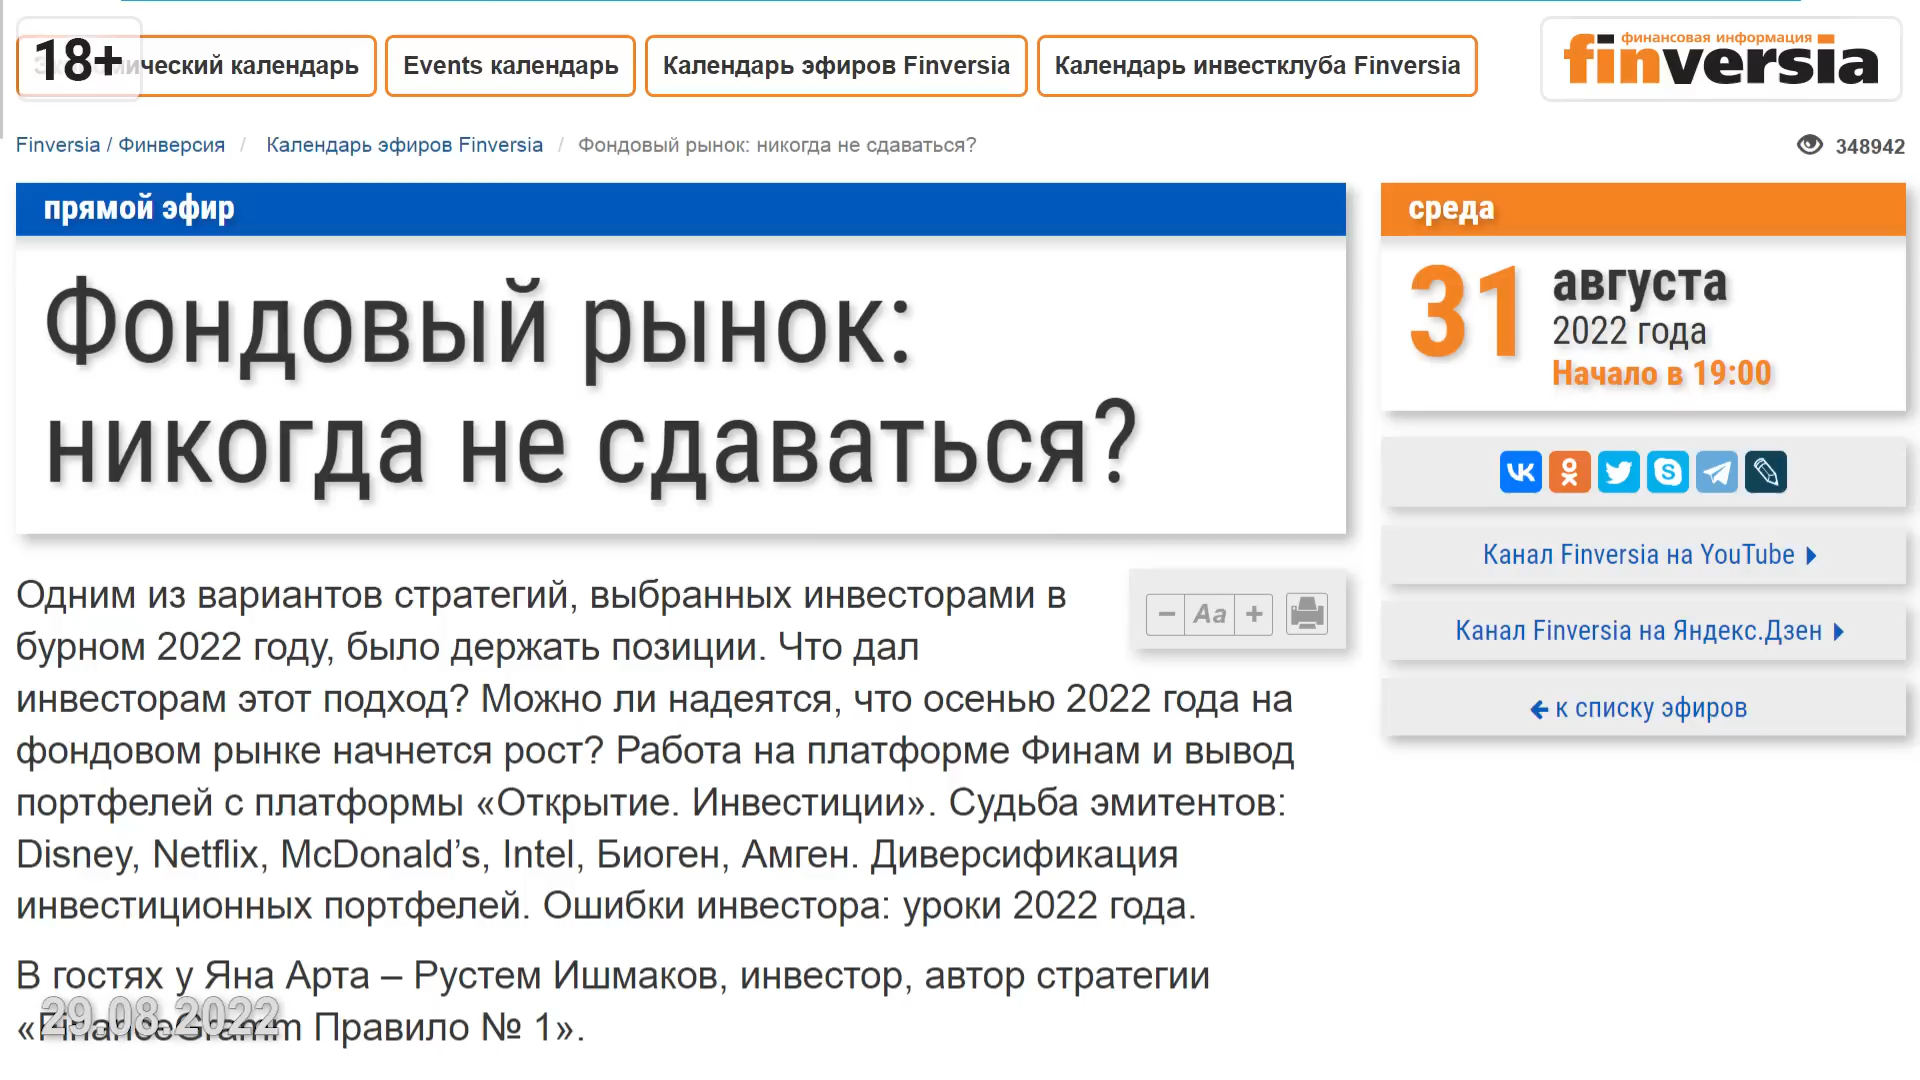 18+
ический календарь
Events календарь
Календарь эфиров Finversia
Календарь инвестклуба Finversia
финансовая информация
finversia
Finversia / Финверсия / Календарь эфиров Finversia / Фондовый рынок: никогда не сдаваться?
348942
прямой эфир
Фондовый рынок:
никогда не сдаваться?
среда
31
августа
2022 года
Начало в 19:00
Канал Finversia на YouTube
Канал Finversia на Яндекс.Дзен
к списку эфиров
− Aa +
Одним из вариантов стратегий, выбранных инвесторами в
бурном 2022 году, было держать позиции. Что дал
инвесторам этот подход? Можно ли надеятся, что осенью 2022 года на
фондовом рынке начнется рост? Работа на платформе Финам и вывод
портфелей с платформы «Открытие. Инвестиции». Судьба эмитентов:
Disney, Netflix, McDonald’s, Intel, Биоген, Амген. Диверсификация
инвестиционных портфелей. Ошибки инвестора: уроки 2022 года.
В гостях у Яна Арта – Рустем Ишмаков, инвестор, автор стратегии
«FinanceGramm Правило № 1».
29.08.2022